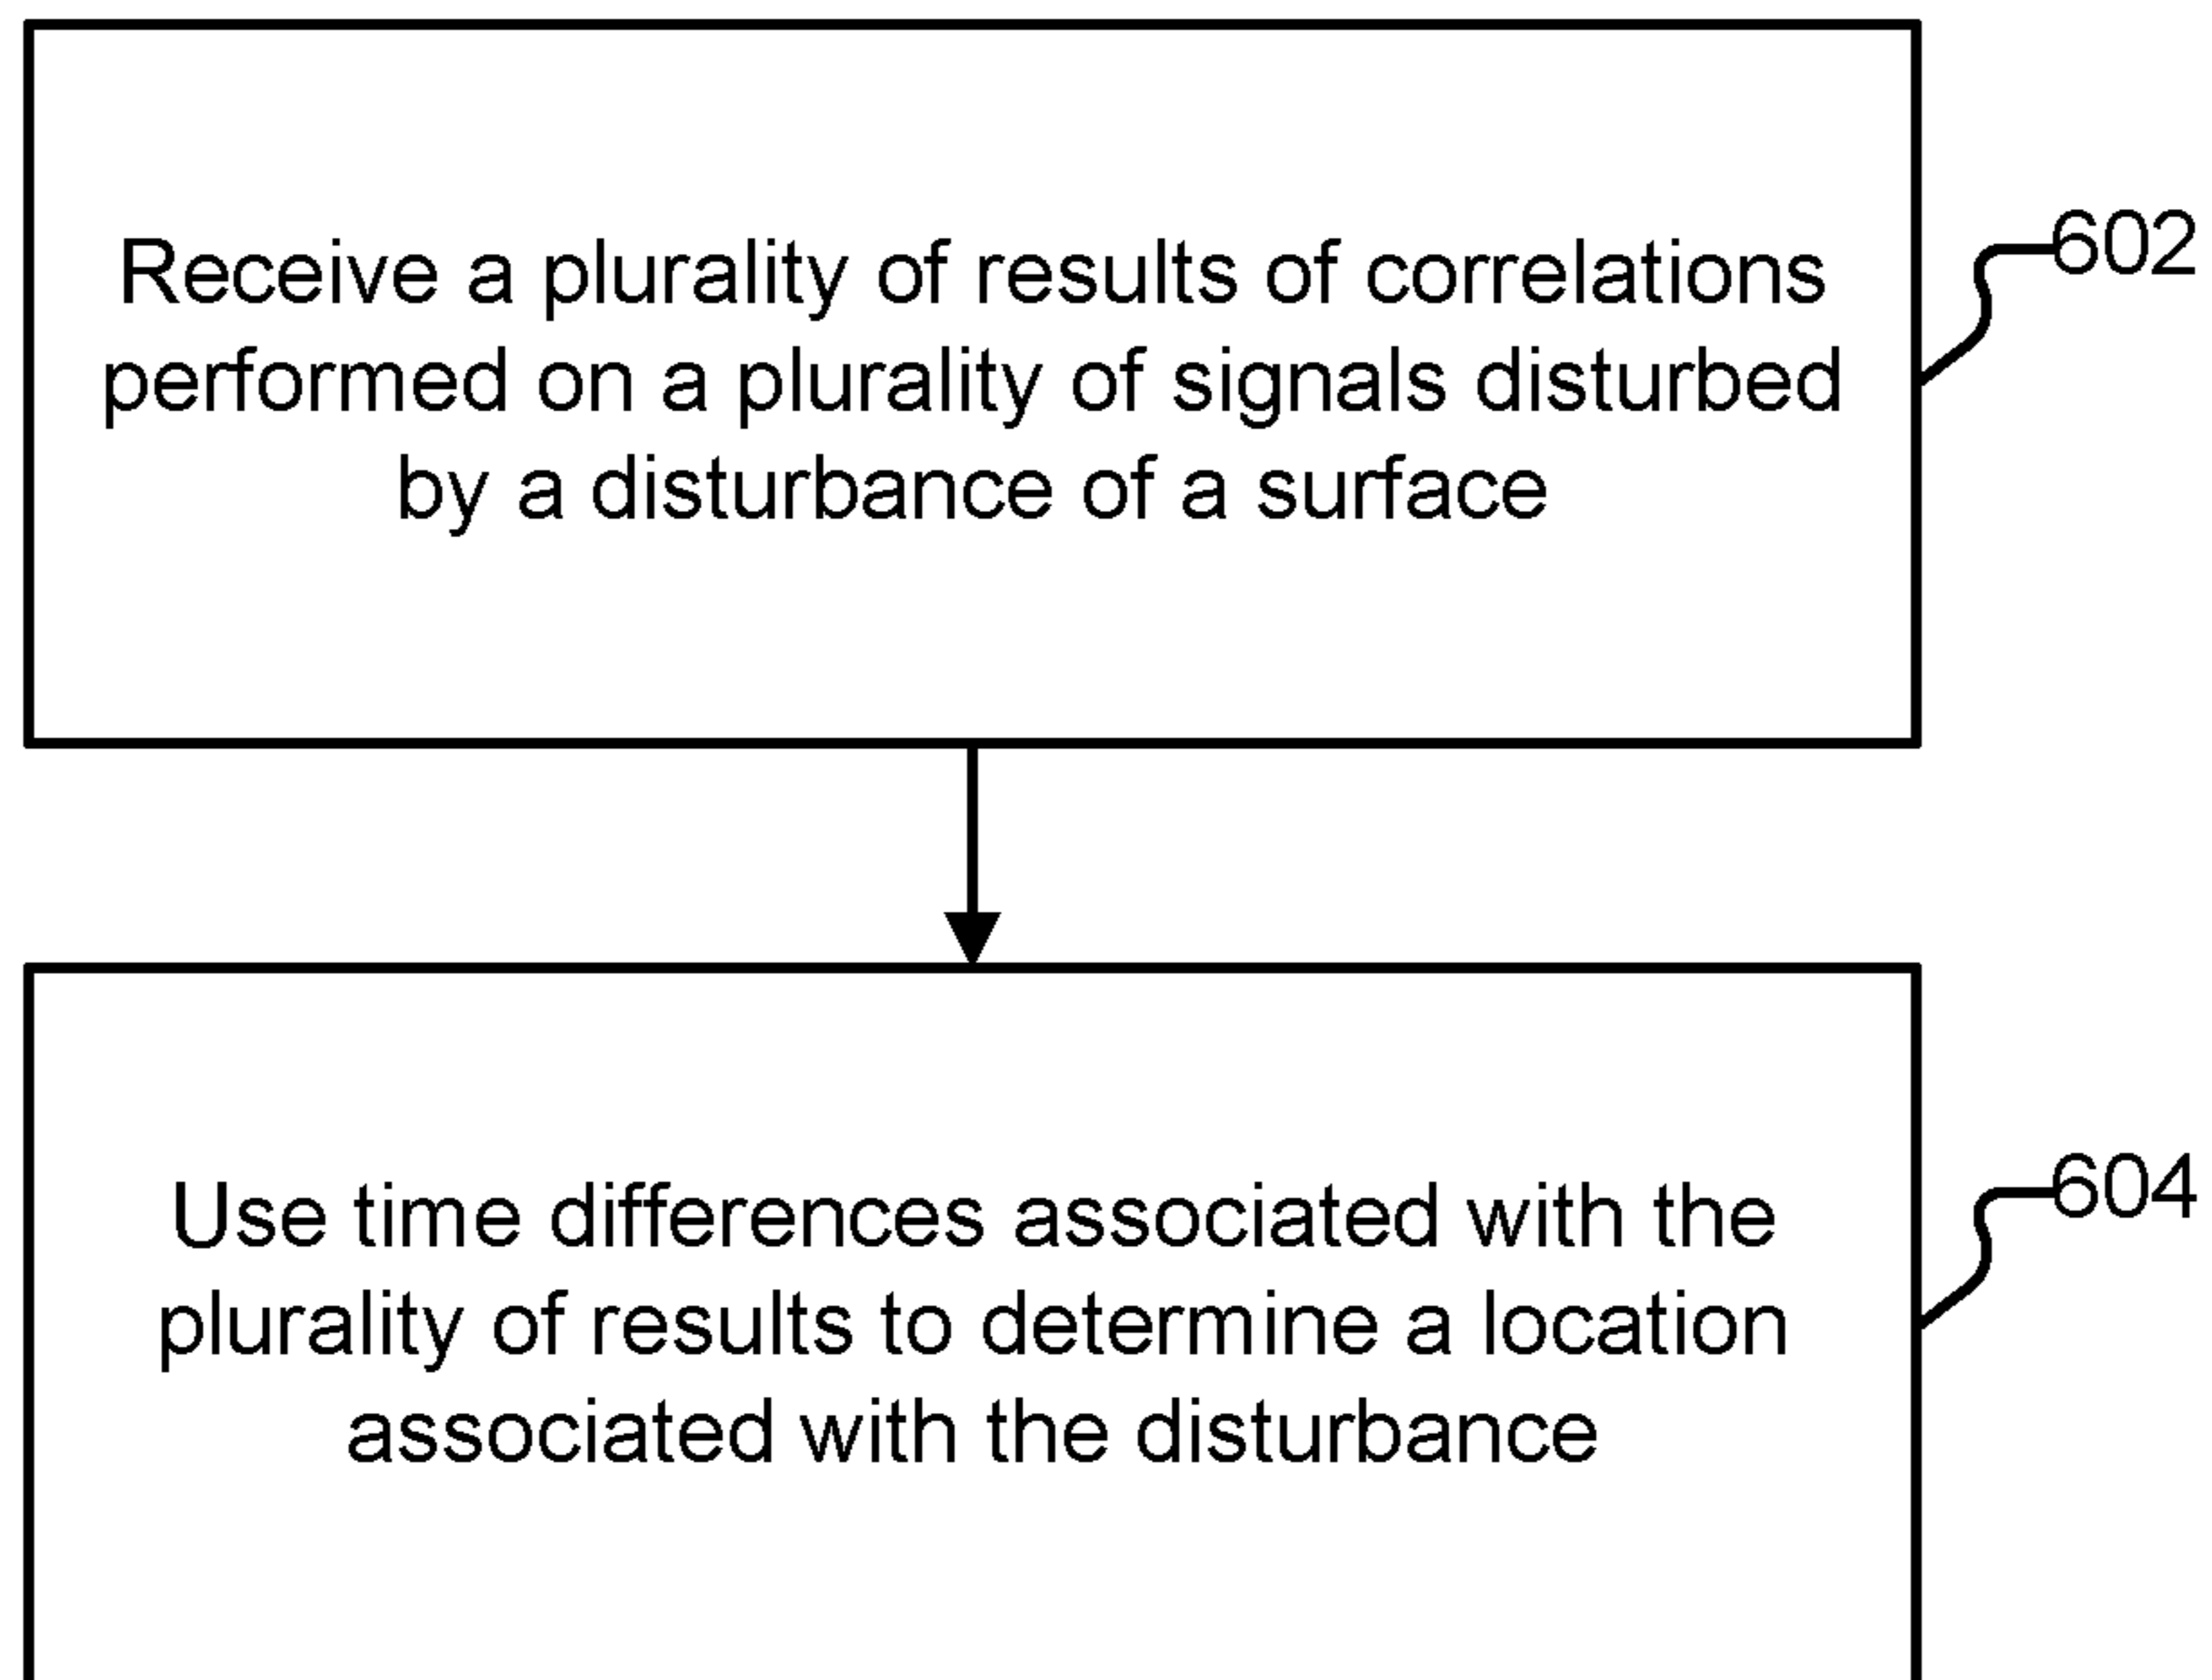 Receive a plurality of results of correlations
performed on a plurality of signals disturbed
by a disturbance of a surface
602
Use time differences associated with the
plurality of results to determine a location
associated with the disturbance
604